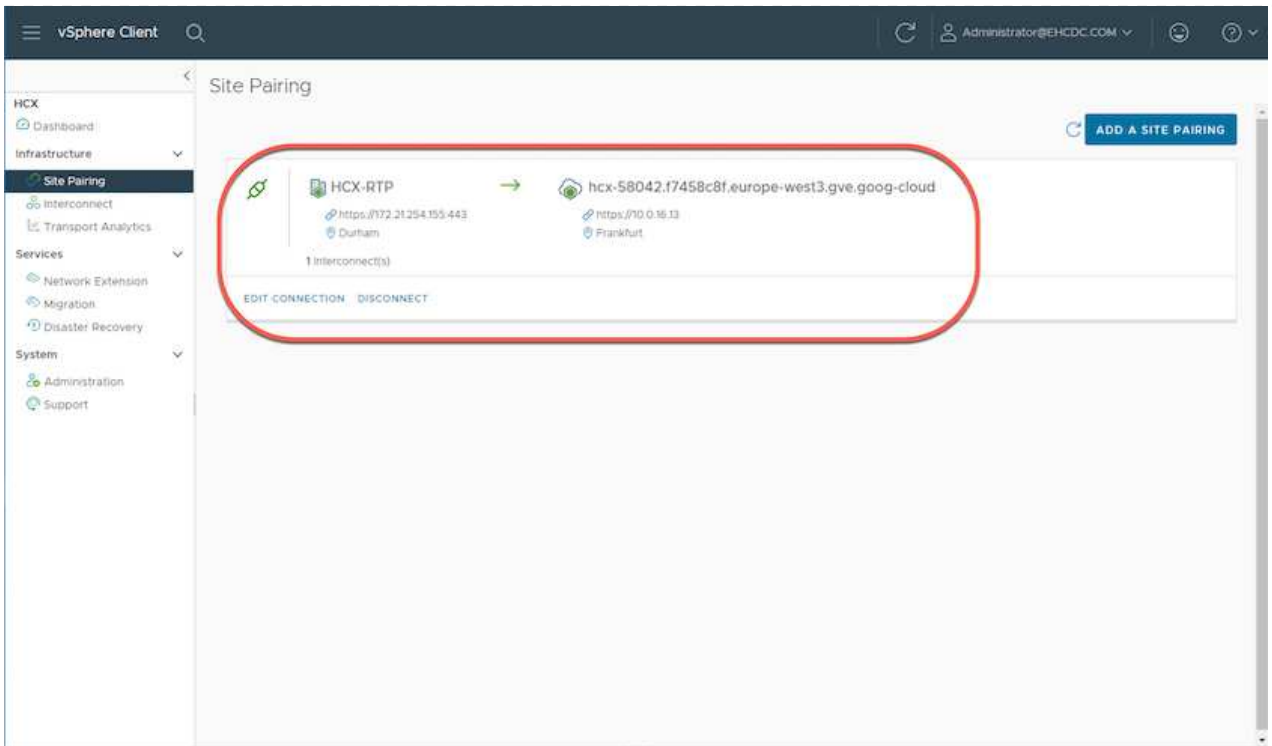 vSphere Client
Administrator@EHCDC.COM
Site Pairing
HCX
Dashboard
ADD A SITE PAIRING
Infrastructure
Site Pairing
Interconnect
Transport Analytics
Services
Network Extension
Migration
Disaster Recovery
System
Administration
Support
HCX-RTP
hcx-58042.f7458c8f.europe-west3.gve.goog-cloud
https://172.21.254.155:443
https://10.0.16.13
Durham
Frankfurt
1 Interconnect(s)
EDIT CONNECTION DISCONNECT